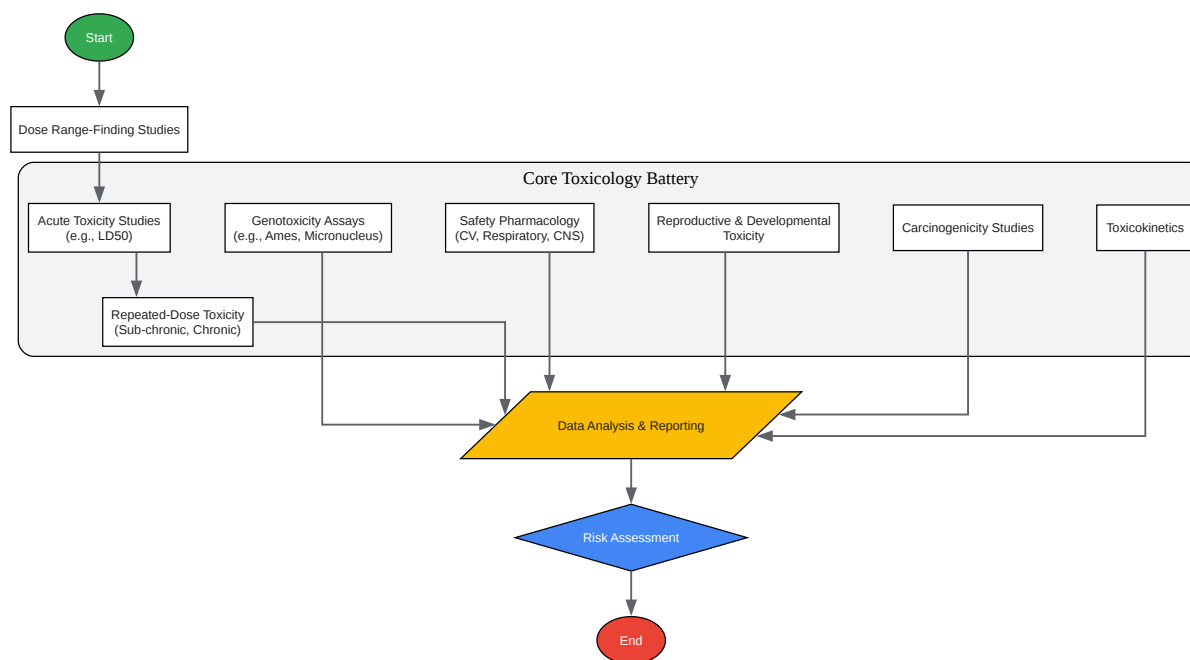 Start
Dose Range-Finding Studies
Core Toxicology Battery
Acute Toxicity Studies
(e.g., LD50)
Genotoxicity Assays
(e.g., Ames, Micronucleus)
Safety Pharmacology
(CV, Respiratory, CNS)
Reproductive & Developmental
Toxicity
Carcinogenicity Studies
Toxicokinetics
Repeated-Dose Toxicity
(Sub-chronic, Chronic)
Data Analysis & Reporting
Risk Assessment
End